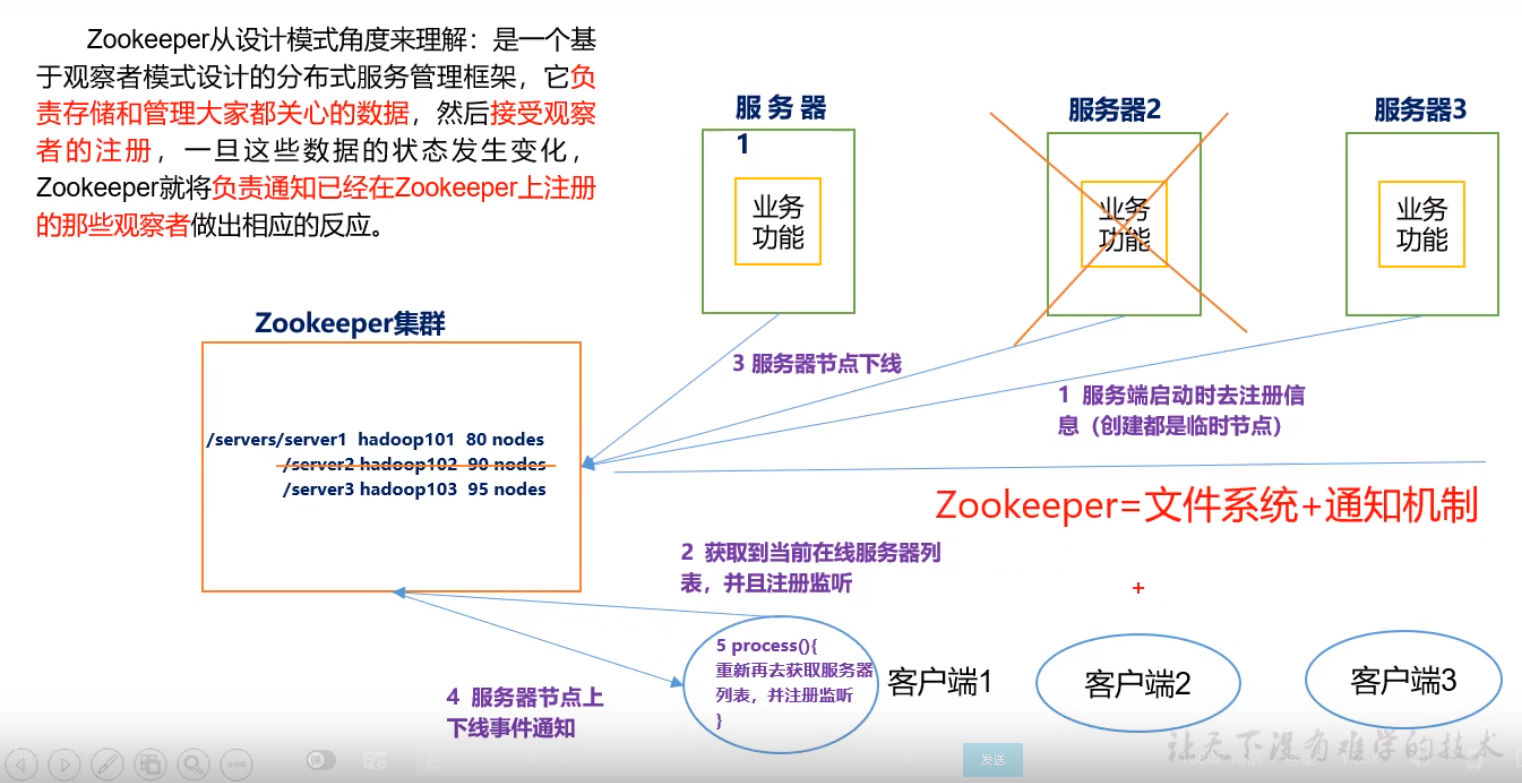 Zookeeper从设计模式角度来理解：是一个基
于观察者模式设计的分布式服务管理框架，它负
责存储和管理大家都关心的数据，然后接受观察
者的注册，一旦这些数据的状态发生变化，
Zookeeper就将负责通知已经在Zookeeper上注册
的那些观察者做出相应的反应。
服 务 器
1
业务
功能
服务器2
业务
功能
服务器3
业务
功能
Zookeeper集群
3 服务器节点下线
1 服务端启动时去注册信
息（创建都是临时节点）
/servers/server1 hadoop101 80 nodes
/server2 hadoop102 90 nodes
/server3 hadoop103 95 nodes
Zookeeper=文件系统+通知机制
2 获取到当前在线服务器列
表，并且注册监听
5 process(){
重新再去获取服务器
列表，并注册监听
}
客户端1
客户端2
客户端3
4 服务器节点上
下线事件通知
让天下没有难学的技术
弹
发送